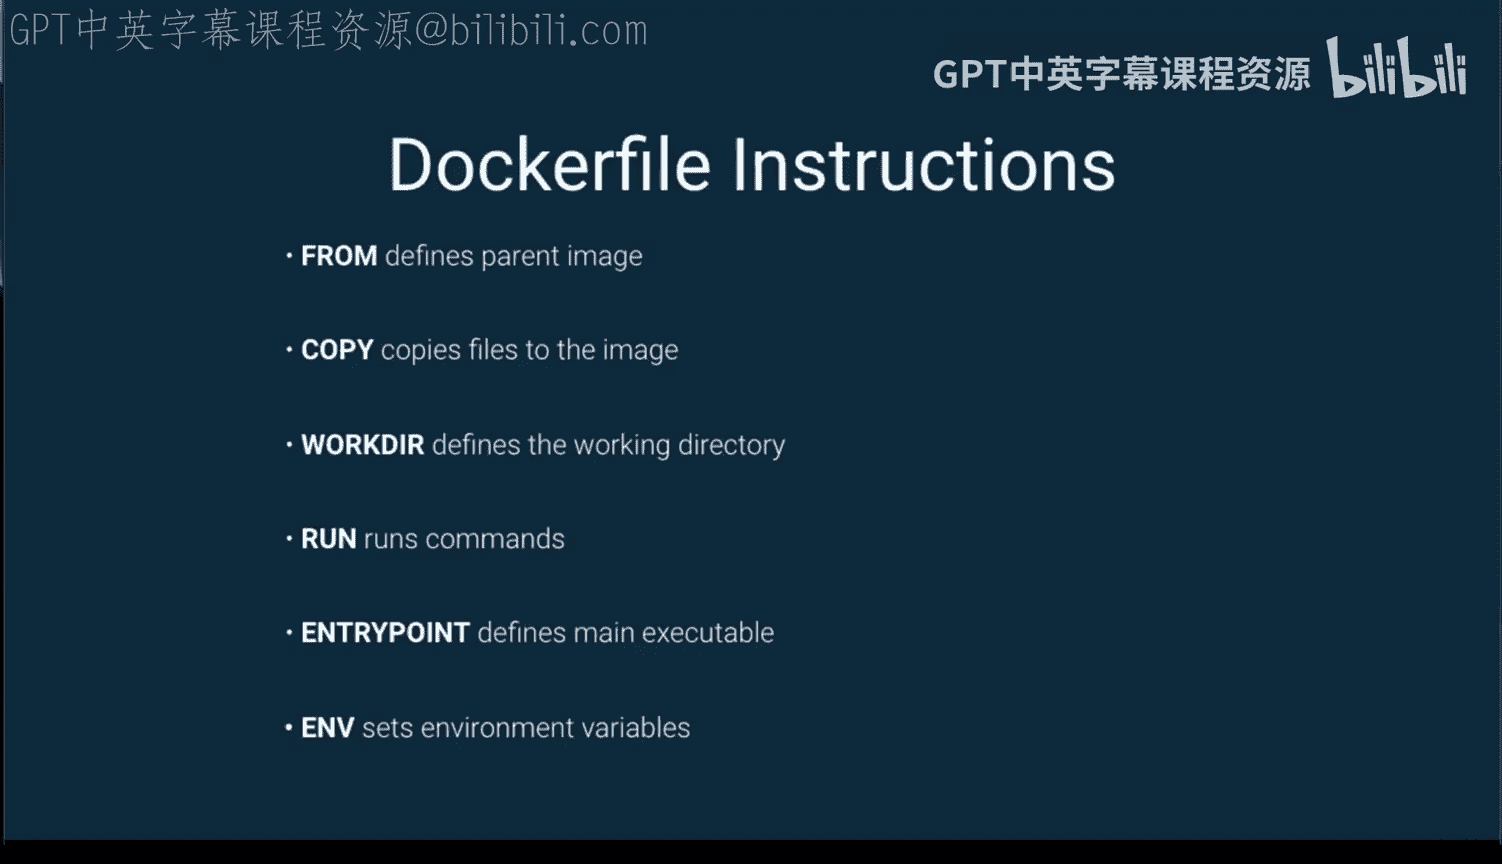 GPT中英字幕课程资源@bilibili.com
GPT中英字幕课程资源 bilibili
Dockerfile Instructions
• FROM defines parent image
• COPY copies files to the image
• WORKDIR defines the working directory
• RUN runs commands
• ENTRYPOINT defines main executable
• ENV sets environment variables